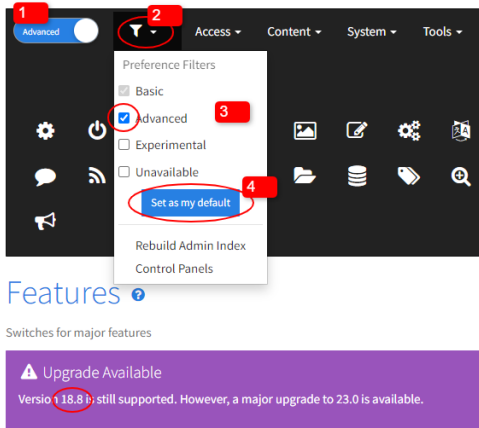 1
2
Advanced
Access
Content
System
Tools
Preference Filters
Basic
Advanced
3
Experimental
Unavailable
4
Set as my default
Rebuild Admin Index
Control Panels
Features
Switches for major features
Upgrade Available
Version 18.8 is still supported. However, a major upgrade to 23.0 is available.